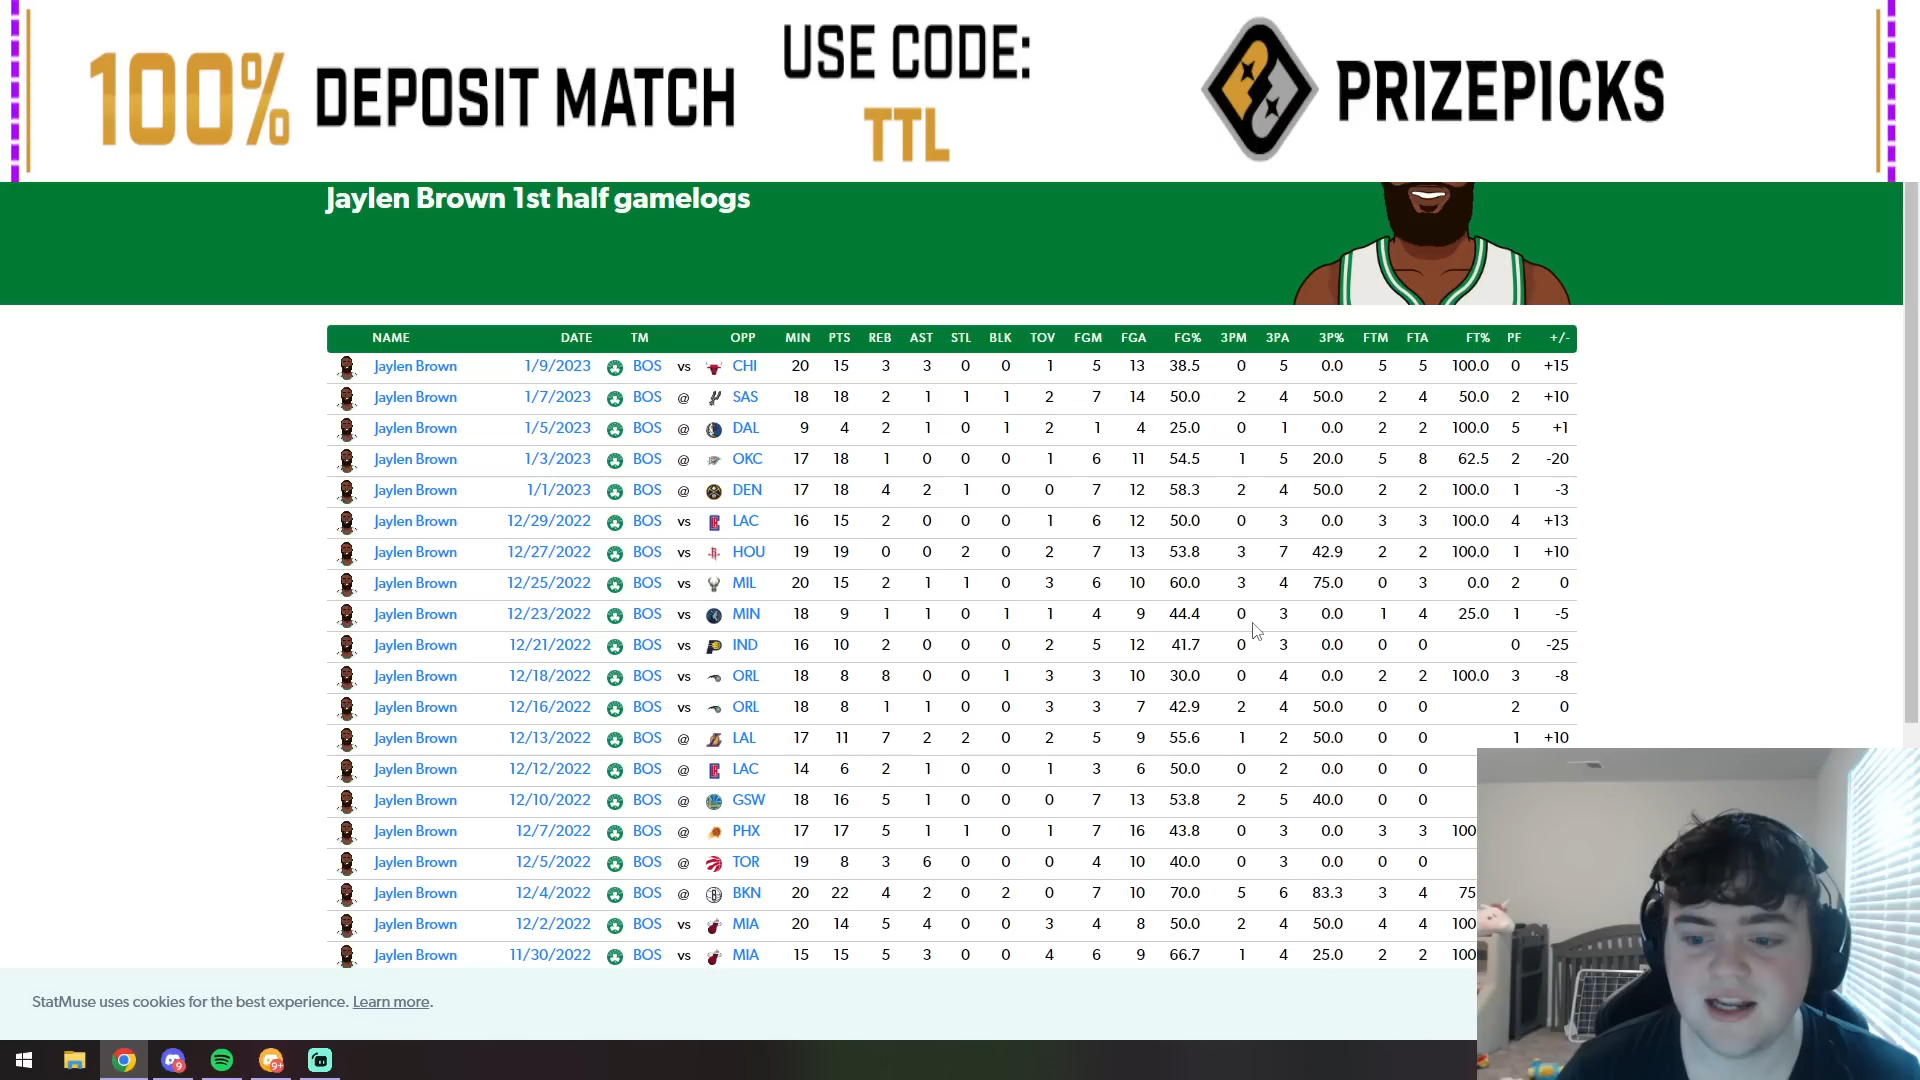 100% DEPOSIT MATCH USE CODE: TTL PRIZEPICKS
Jaylen Brown 1st half gamelogs
NAME DATE TM OPP MIN PTS REB AST STL BLK TOV FGM FGA FG% 3PM 3PA 3P% FTM FTA FT% PF +/-
Jaylen Brown 1/9/2023 BOS vs CHI 20 15 3 3 0 0 1 5 13 38.5 0 5 0.0 5 5 100.0 0 +15
Jaylen Brown 1/7/2023 BOS @ SAS 18 18 2 1 1 1 2 7 14 50.0 2 4 50.0 2 4 50.0 2 +10
Jaylen Brown 1/5/2023 BOS @ DAL 9 4 2 1 0 1 2 1 4 25.0 0 1 0.0 2 2 100.0 5 +1
Jaylen Brown 1/3/2023 BOS @ OKC 17 18 1 0 0 0 1 6 11 54.5 1 5 20.0 5 8 62.5 2 -20
Jaylen Brown 1/1/2023 BOS @ DEN 17 18 4 2 1 0 0 7 12 58.3 2 4 50.0 2 2 100.0 1 -3
Jaylen Brown 12/29/2022 BOS vs LAC 16 15 2 0 0 0 1 6 12 50.0 0 3 0.0 3 3 100.0 4 +13
Jaylen Brown 12/27/2022 BOS vs HOU 19 19 0 0 2 0 2 7 13 53.8 3 7 42.9 2 2 100.0 1 +10
Jaylen Brown 12/25/2022 BOS vs MIL 20 15 2 1 1 0 3 6 10 60.0 3 4 75.0 0 3 0.0 2 0
Jaylen Brown 12/23/2022 BOS vs MIN 18 9 1 1 0 1 1 4 9 44.4 0 3 0.0 1 4 25.0 1 -5
Jaylen Brown 12/21/2022 BOS vs IND 16 10 2 0 0 0 2 5 12 41.7 0 3 0.0 0 0 0 -25
Jaylen Brown 12/18/2022 BOS vs ORL 18 8 8 0 0 1 3 3 10 30.0 0 4 0.0 2 2 100.0 3 -8
Jaylen Brown 12/16/2022 BOS vs ORL 18 8 1 1 0 0 3 3 7 42.9 2 4 50.0 0 0 2 0
Jaylen Brown 12/13/2022 BOS @ LAL 17 11 7 2 2 0 2 5 9 55.6 1 2 50.0 0 0 1 +10
Jaylen Brown 12/12/2022 BOS @ LAC 14 6 2 1 0 0 1 3 6 50.0 0 2 0.0 0 0
Jaylen Brown 12/10/2022 BOS @ GSW 18 16 5 1 0 0 0 7 13 53.8 2 5 40.0 0 0
Jaylen Brown 12/7/2022 BOS @ PHX 17 17 5 1 1 0 1 7 16 43.8 0 3 0.0 3 3 100
Jaylen Brown 12/5/2022 BOS @ TOR 19 8 3 6 0 0 0 4 10 40.0 0 3 0.0 0 0
Jaylen Brown 12/4/2022 BOS @ BKN 20 22 4 2 0 2 0 7 10 70.0 5 6 83.3 3 4 75
Jaylen Brown 12/2/2022 BOS vs MIA 20 14 5 4 0 0 3 4 8 50.0 2 4 50.0 4 4 100
Jaylen Brown 11/30/2022 BOS vs MIA 15 15 5 3 0 0 4 6 9 66.7 1 4 25.0 2 2 100
StatMuse uses cookies for the best experience. Learn more.
9 9+